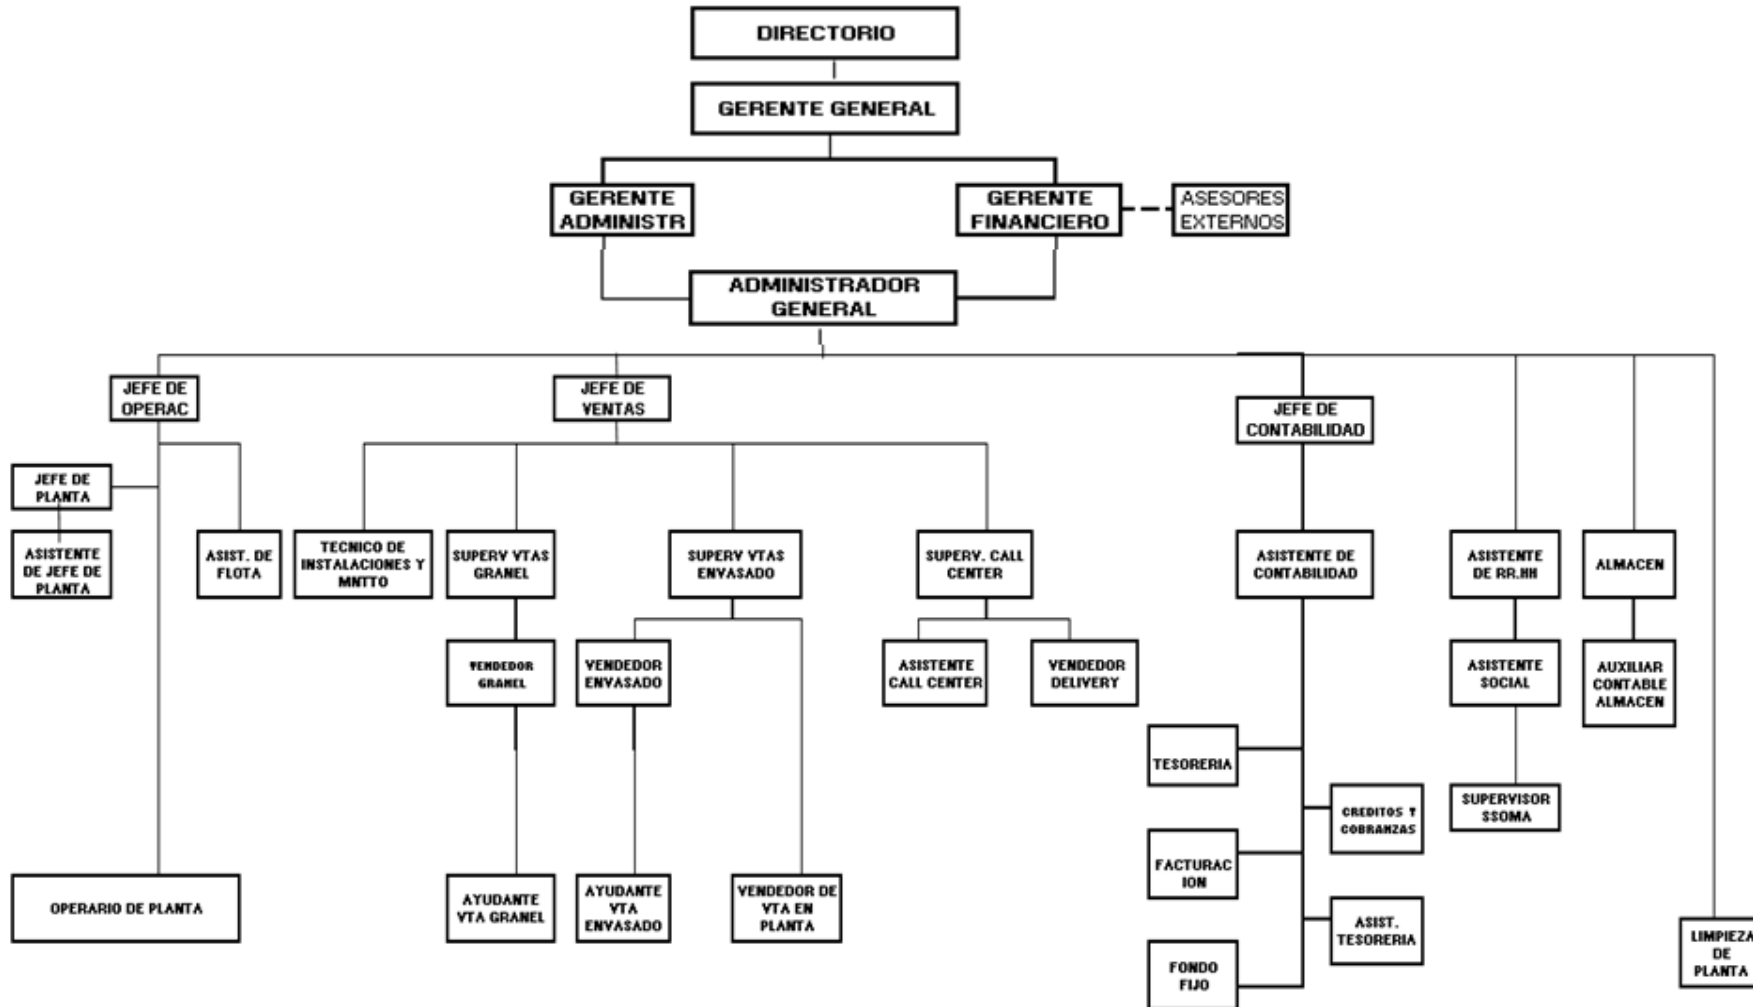 DIRECTORIO
GERENTE GENERAL
GERENTE
ADMINISTR
GERENTE
FINANCIERO
ASESORES
EXTERNOS
ADMINISTRADOR
GENERAL
JEFE DE
OPERAC
JEFE DE
VENTAS
JEFE DE
CONTABILIDAD
JEFE DE
PLANTA
ASISTENTE
DE JEFE DE
PLANTA
ASIST. DE
FLOTA
TECNICO DE
INSTALACIONES Y
MNTTO
SUPERV VTAS
GRANEL
SUPERV VTAS
ENVASADO
SUPERV. CALL
CENTER
ASISTENTE DE
CONTABILIDAD
ASISTENTE
DE RR.HH
ALMACEN
VENDEDOR
GRANEL
VENDEDOR
ENVASADO
ASISTENTE
CALL CENTER
VENDEDOR
DELIVERY
ASISTENTE
SOCIAL
AUXILIAR
CONTABLE
ALMACEN
TESORERIA
CREDITOS Y
COBRANZAS
SUPERVISOR
SSOMA
FACTURAC
ION
OPERARIO DE PLANTA
AYUDANTE
VTA GRANEL
AYUDANTE
VTA
ENVASADO
VENDEDOR DE
VTA EN
PLANTA
ASIST.
TESORERIA
FONDO
FIJO
LIMPIEZA
DE
PLANTA